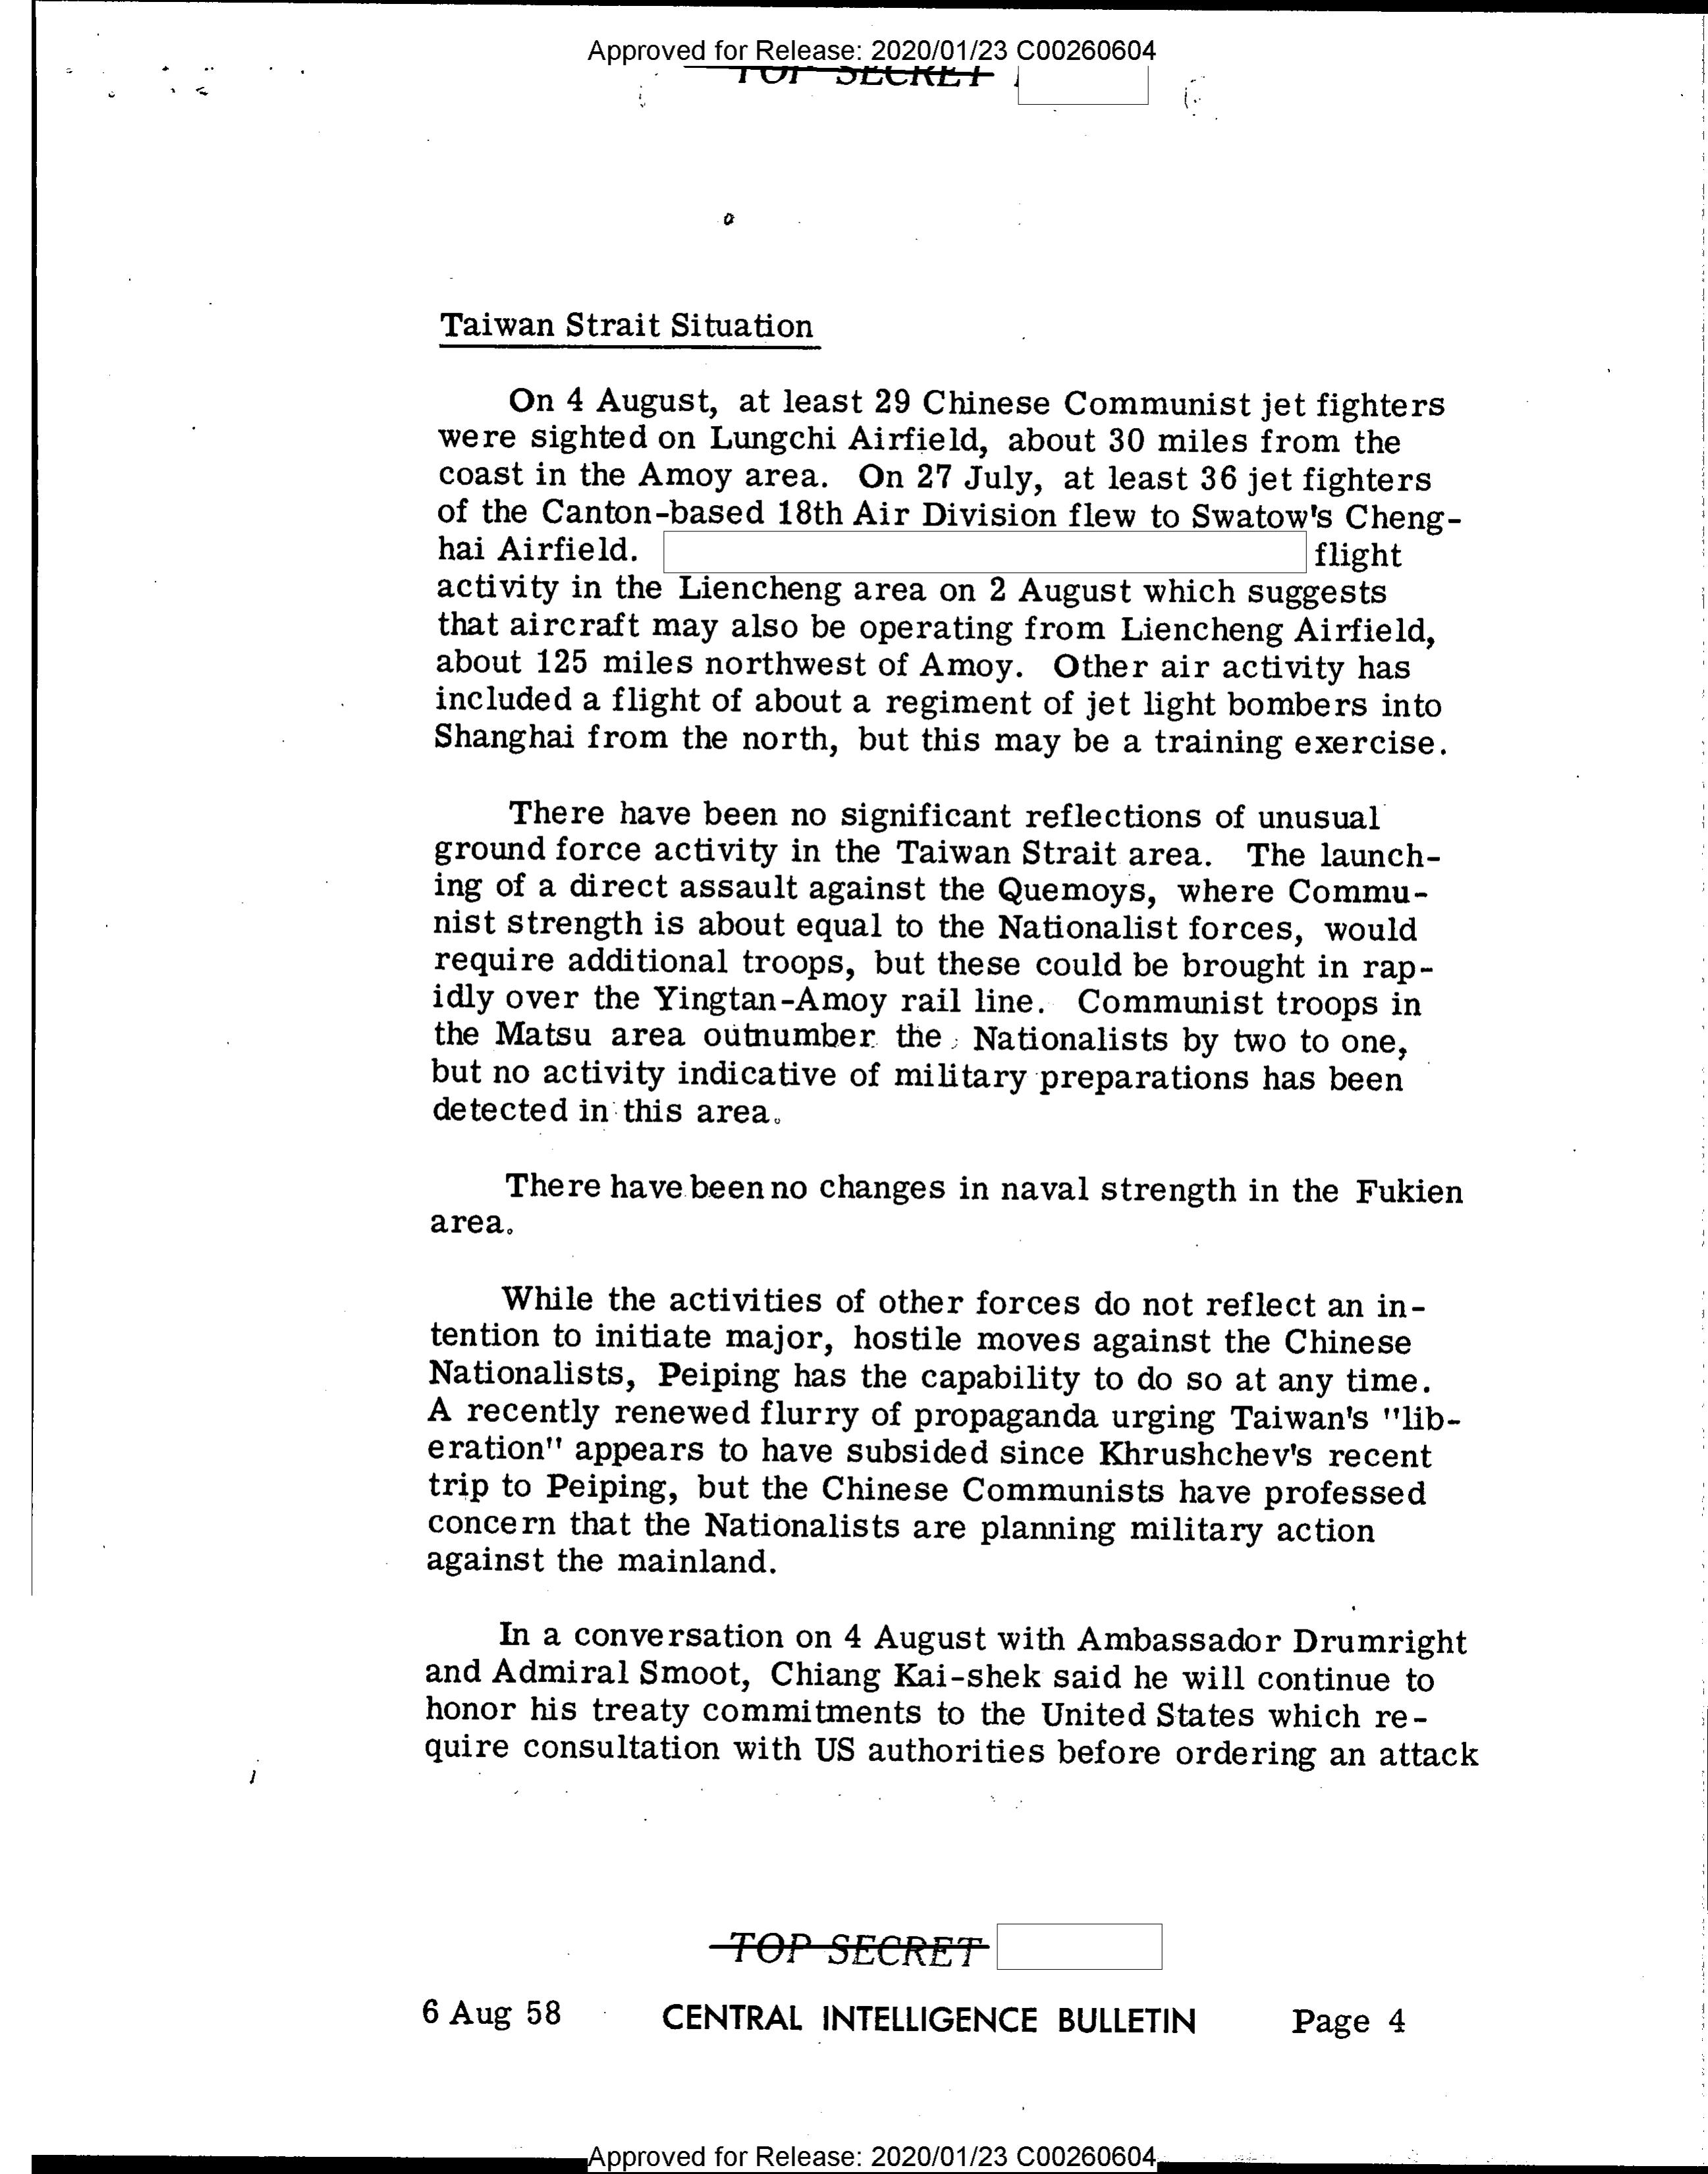 Approved for Release: 2020/01/23 C00260604
TOP SECRET
Taiwan Strait Situation
On 4 August, at least 29 Chinese Communist jet fighters
were sighted on Lungchi Airfield, about 30 miles from the
coast in the Amoy area. On 27 July, at least 36 jet fighters
of the Canton-based 18th Air Division flew to Swatow's Cheng-
hai Airfield. flight
activity in the Liencheng area on 2 August which suggests
that aircraft may also be operating from Liencheng Airfield,
about 125 miles northwest of Amoy. Other air activity has
included a flight of about a regiment of jet light bombers into
Shanghai from the north, but this may be a training exercise.
There have been no significant reflections of unusual
ground force activity in the Taiwan Strait area. The launch-
ing of a direct assault against the Quemoys, where Commu-
nist strength is about equal to the Nationalist forces, would
require additional troops, but these could be brought in rap-
idly over the Yingtan-Amoy rail line. Communist troops in
the Matsu area outnumber the Nationalists by two to one,
but no activity indicative of military preparations has been
detected in this area.
There have been no changes in naval strength in the Fukien
area.
While the activities of other forces do not reflect an in-
tention to initiate major, hostile moves against the Chinese
Nationalists, Peiping has the capability to do so at any time.
A recently renewed flurry of propaganda urging Taiwan's "lib-
eration" appears to have subsided since Khrushchev's recent
trip to Peiping, but the Chinese Communists have professed
concern that the Nationalists are planning military action
against the mainland.
In a conversation on 4 August with Ambassador Drumright
and Admiral Smoot, Chiang Kai-shek said he will continue to
honor his treaty commitments to the United States which re-
quire consultation with US authorities before ordering an attack
TOP SECRET
6 Aug 58 CENTRAL INTELLIGENCE BULLETIN Page 4
Approved for Release: 2020/01/23 C00260604